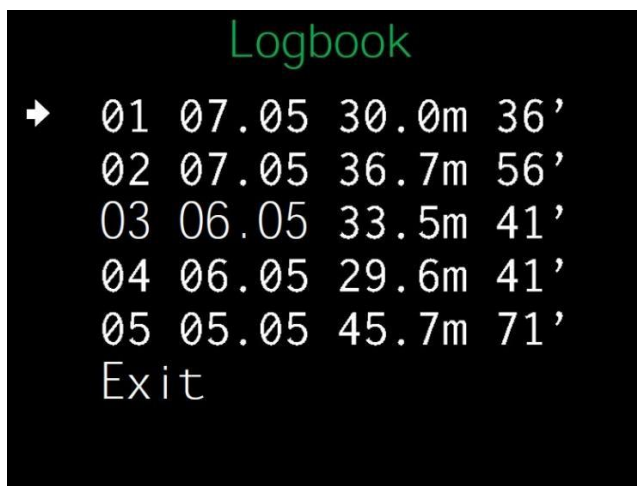 Logbook
01 07.05 30.0m 36’
02 07.05 36.7m 56’
03 06.05 33.5m 41’
04 06.05 29.6m 41’
05 05.05 45.7m 71’
Exit